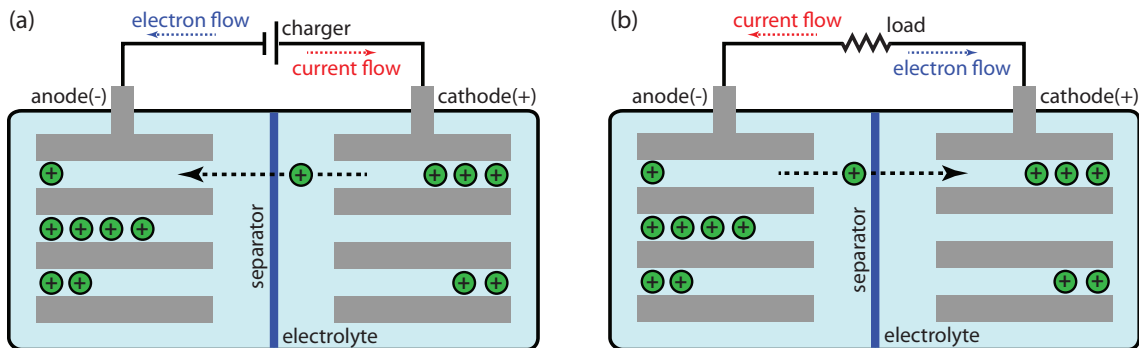 (a)
electron flow
charger
current flow
anode(-)
cathode(+)
separator
electrolyte
(b)
current flow
load
electron flow
anode(-)
cathode(+)
separator
electrolyte